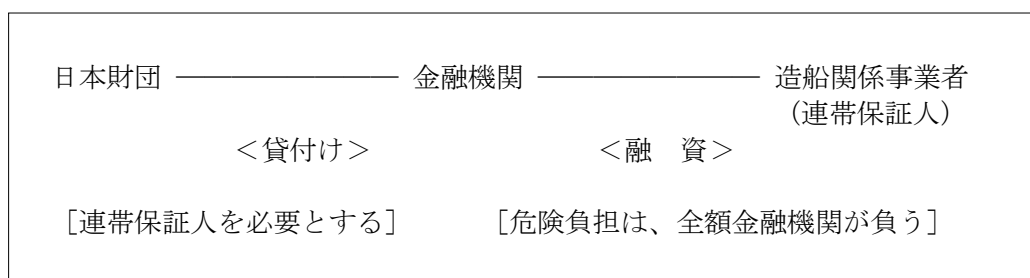 日本財団 ──────── 金融機関 ──────── 造船関係事業者
（連帯保証人）
＜貸付け＞ ＜融　資＞
［連帯保証人を必要とする］ ［危険負担は、全額金融機関が負う］